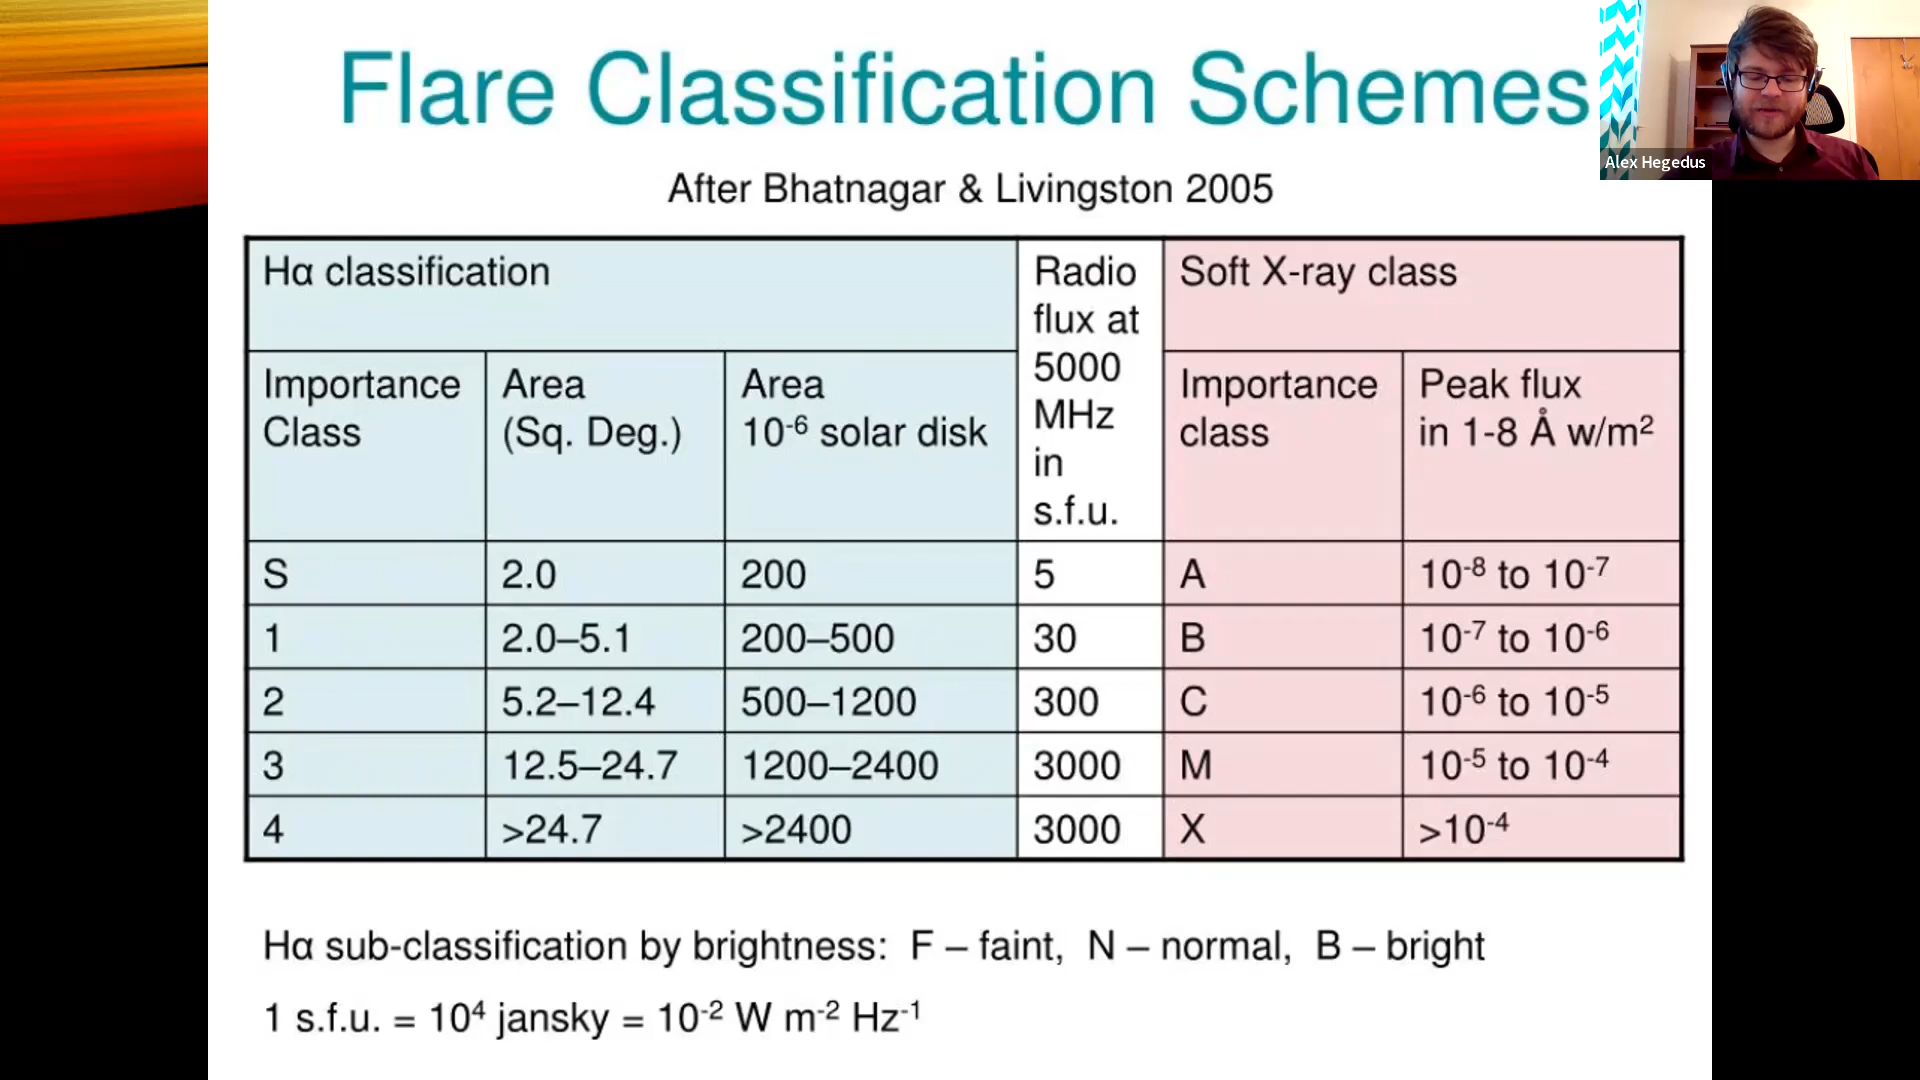 Flare Classification Schemes
Alex Hegedus
After Bhatnagar & Livingston 2005
Hα classification
Radio flux at 5000 MHz in s.f.u.
Soft X-ray class
Importance Class
Area (Sq. Deg.)
Area 10⁻⁶ solar disk
Importance class
Peak flux in 1-8 Å w/m²
S 2.0 200 5 A 10⁻⁸ to 10⁻⁷
1 2.0–5.1 200–500 30 B 10⁻⁷ to 10⁻⁶
2 5.2–12.4 500–1200 300 C 10⁻⁶ to 10⁻⁵
3 12.5–24.7 1200–2400 3000 M 10⁻⁵ to 10⁻⁴
4 >24.7 >2400 3000 X >10⁻⁴
Hα sub-classification by brightness: F – faint, N – normal, B – bright
1 s.f.u. = 10⁴ jansky = 10⁻² W m⁻² Hz⁻¹